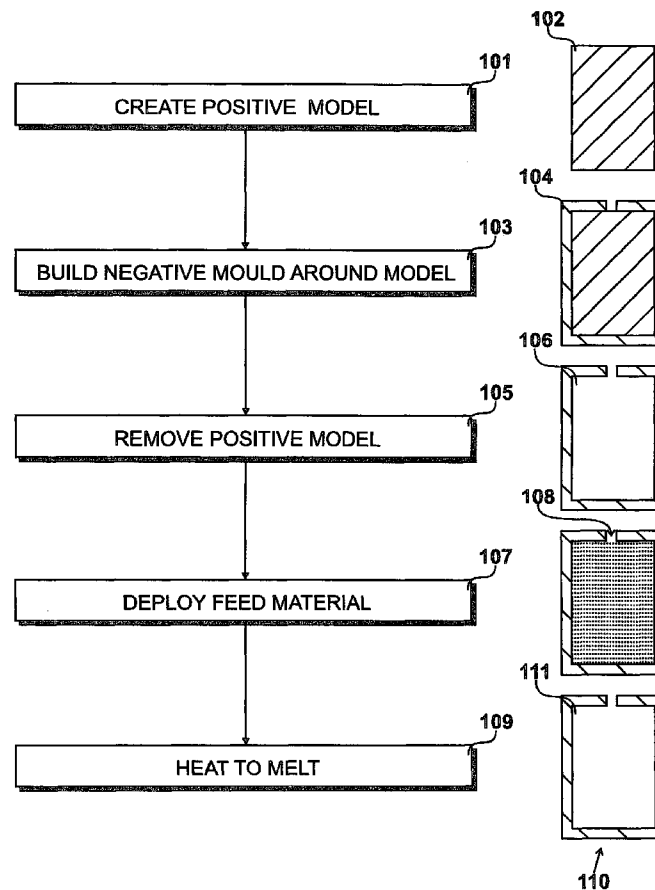 102
101
CREATE POSITIVE MODEL
104
103
BUILD NEGATIVE MOULD AROUND MODEL
106
105
REMOVE POSITIVE MODEL
108
107
DEPLOY FEED MATERIAL
111
109
HEAT TO MELT
110